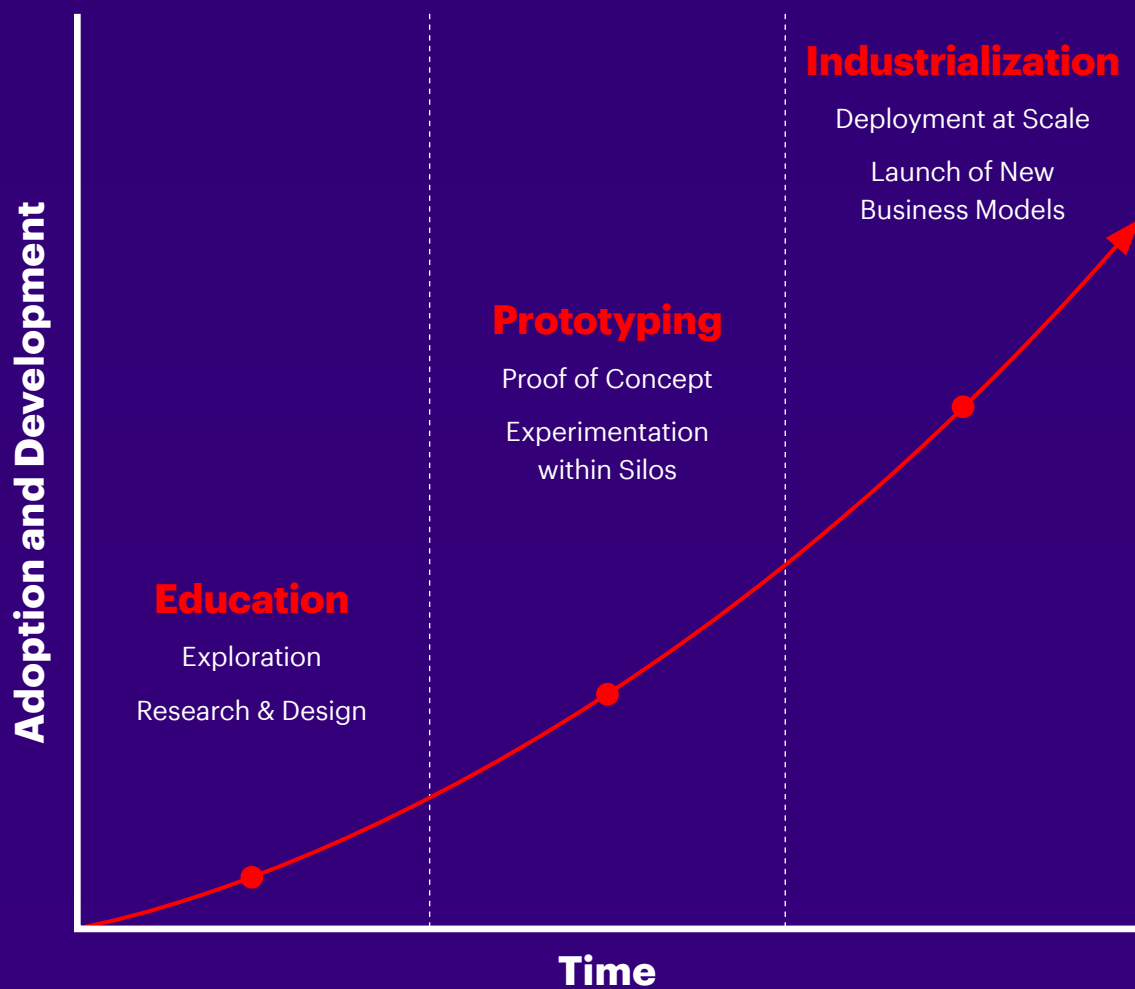 Industrialization
Deployment at Scale
Launch of New
Business Models
Prototyping
Proof of Concept
Experimentation
within Silos
Education
Exploration
Research & Design
Adoption and Development
Time